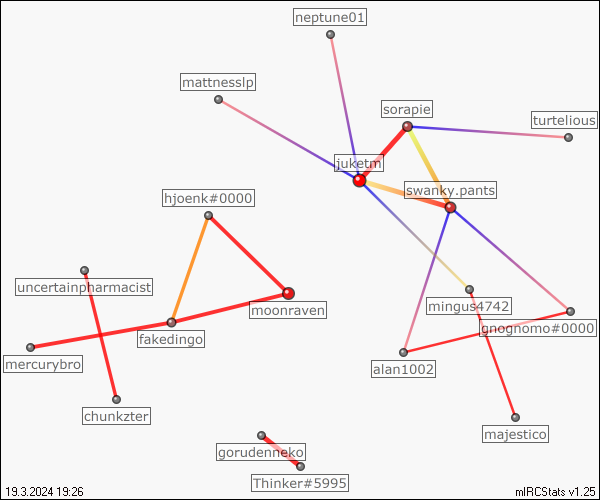 neptune01
mattnesslp
sorapie
turtelious
juketm
swanky.pants
hjoenk#0000
uncertainpharmacist
moonraven
mingus4742
gnognomo#0000
fakedingo
mercurybro
alan1002
chunkzter
majestico
gorudenneko
Thinker#5995
19.3.2024 19:26
mIRCStats v1.25